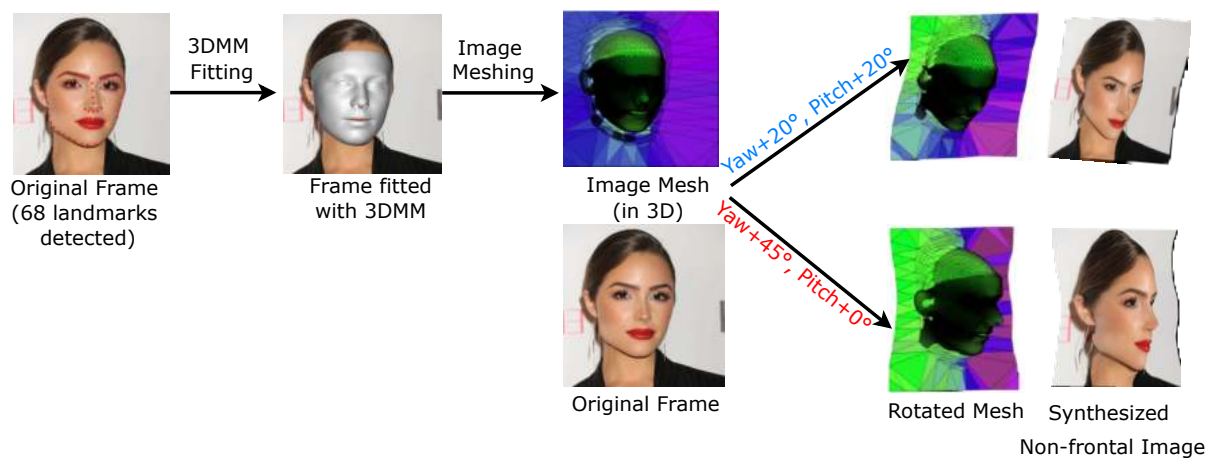 3DMM
Fitting
Image
Meshing
Yaw+20°, Pitch+20°
Original Frame
(68 landmarks
detected)
Frame fitted
with 3DMM
Image Mesh
(in 3D)
Yaw+45°, Pitch+0°
Original Frame
Rotated Mesh
Synthesized
Non-frontal Image